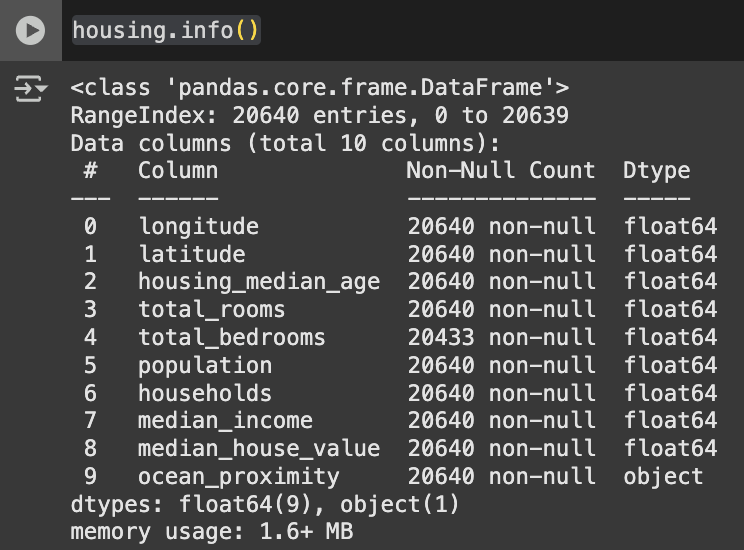 housing.info()
<class 'pandas.core.frame.DataFrame'>
RangeIndex: 20640 entries, 0 to 20639
Data columns (total 10 columns):
 #   Column              Non-Null Count  Dtype
---  ------              --------------  -----
 0   longitude           20640 non-null  float64
 1   latitude            20640 non-null  float64
 2   housing_median_age  20640 non-null  float64
 3   total_rooms         20640 non-null  float64
 4   total_bedrooms      20433 non-null  float64
 5   population          20640 non-null  float64
 6   households          20640 non-null  float64
 7   median_income       20640 non-null  float64
 8   median_house_value  20640 non-null  float64
 9   ocean_proximity     20640 non-null  object
dtypes: float64(9), object(1)
memory usage: 1.6+ MB